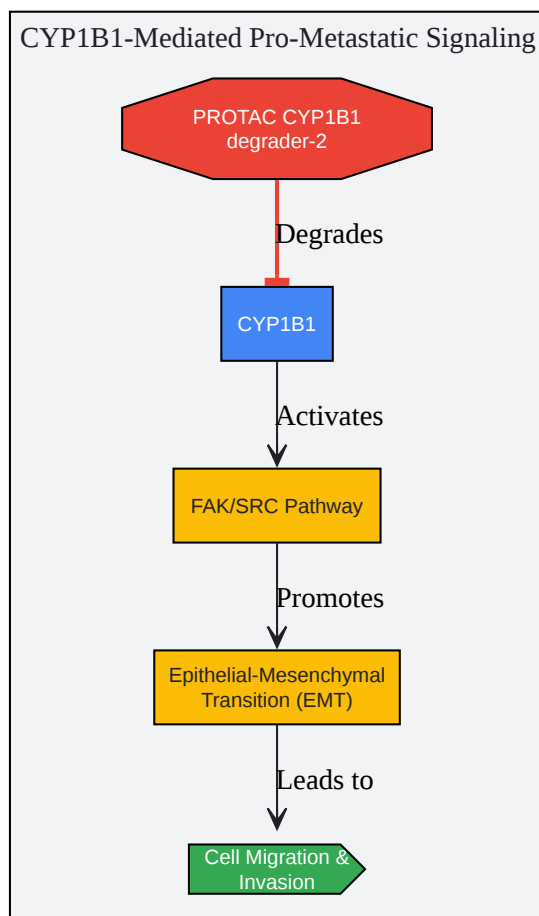 CYP1B1-Mediated Pro-Metastatic Signaling
PROTAC CYP1B1
degrader-2
Degrades
CYP1B1
Activates
FAK/SRC Pathway
Promotes
Epithelial-Mesenchymal
Transition (EMT)
Leads to
Cell Migration &
Invasion